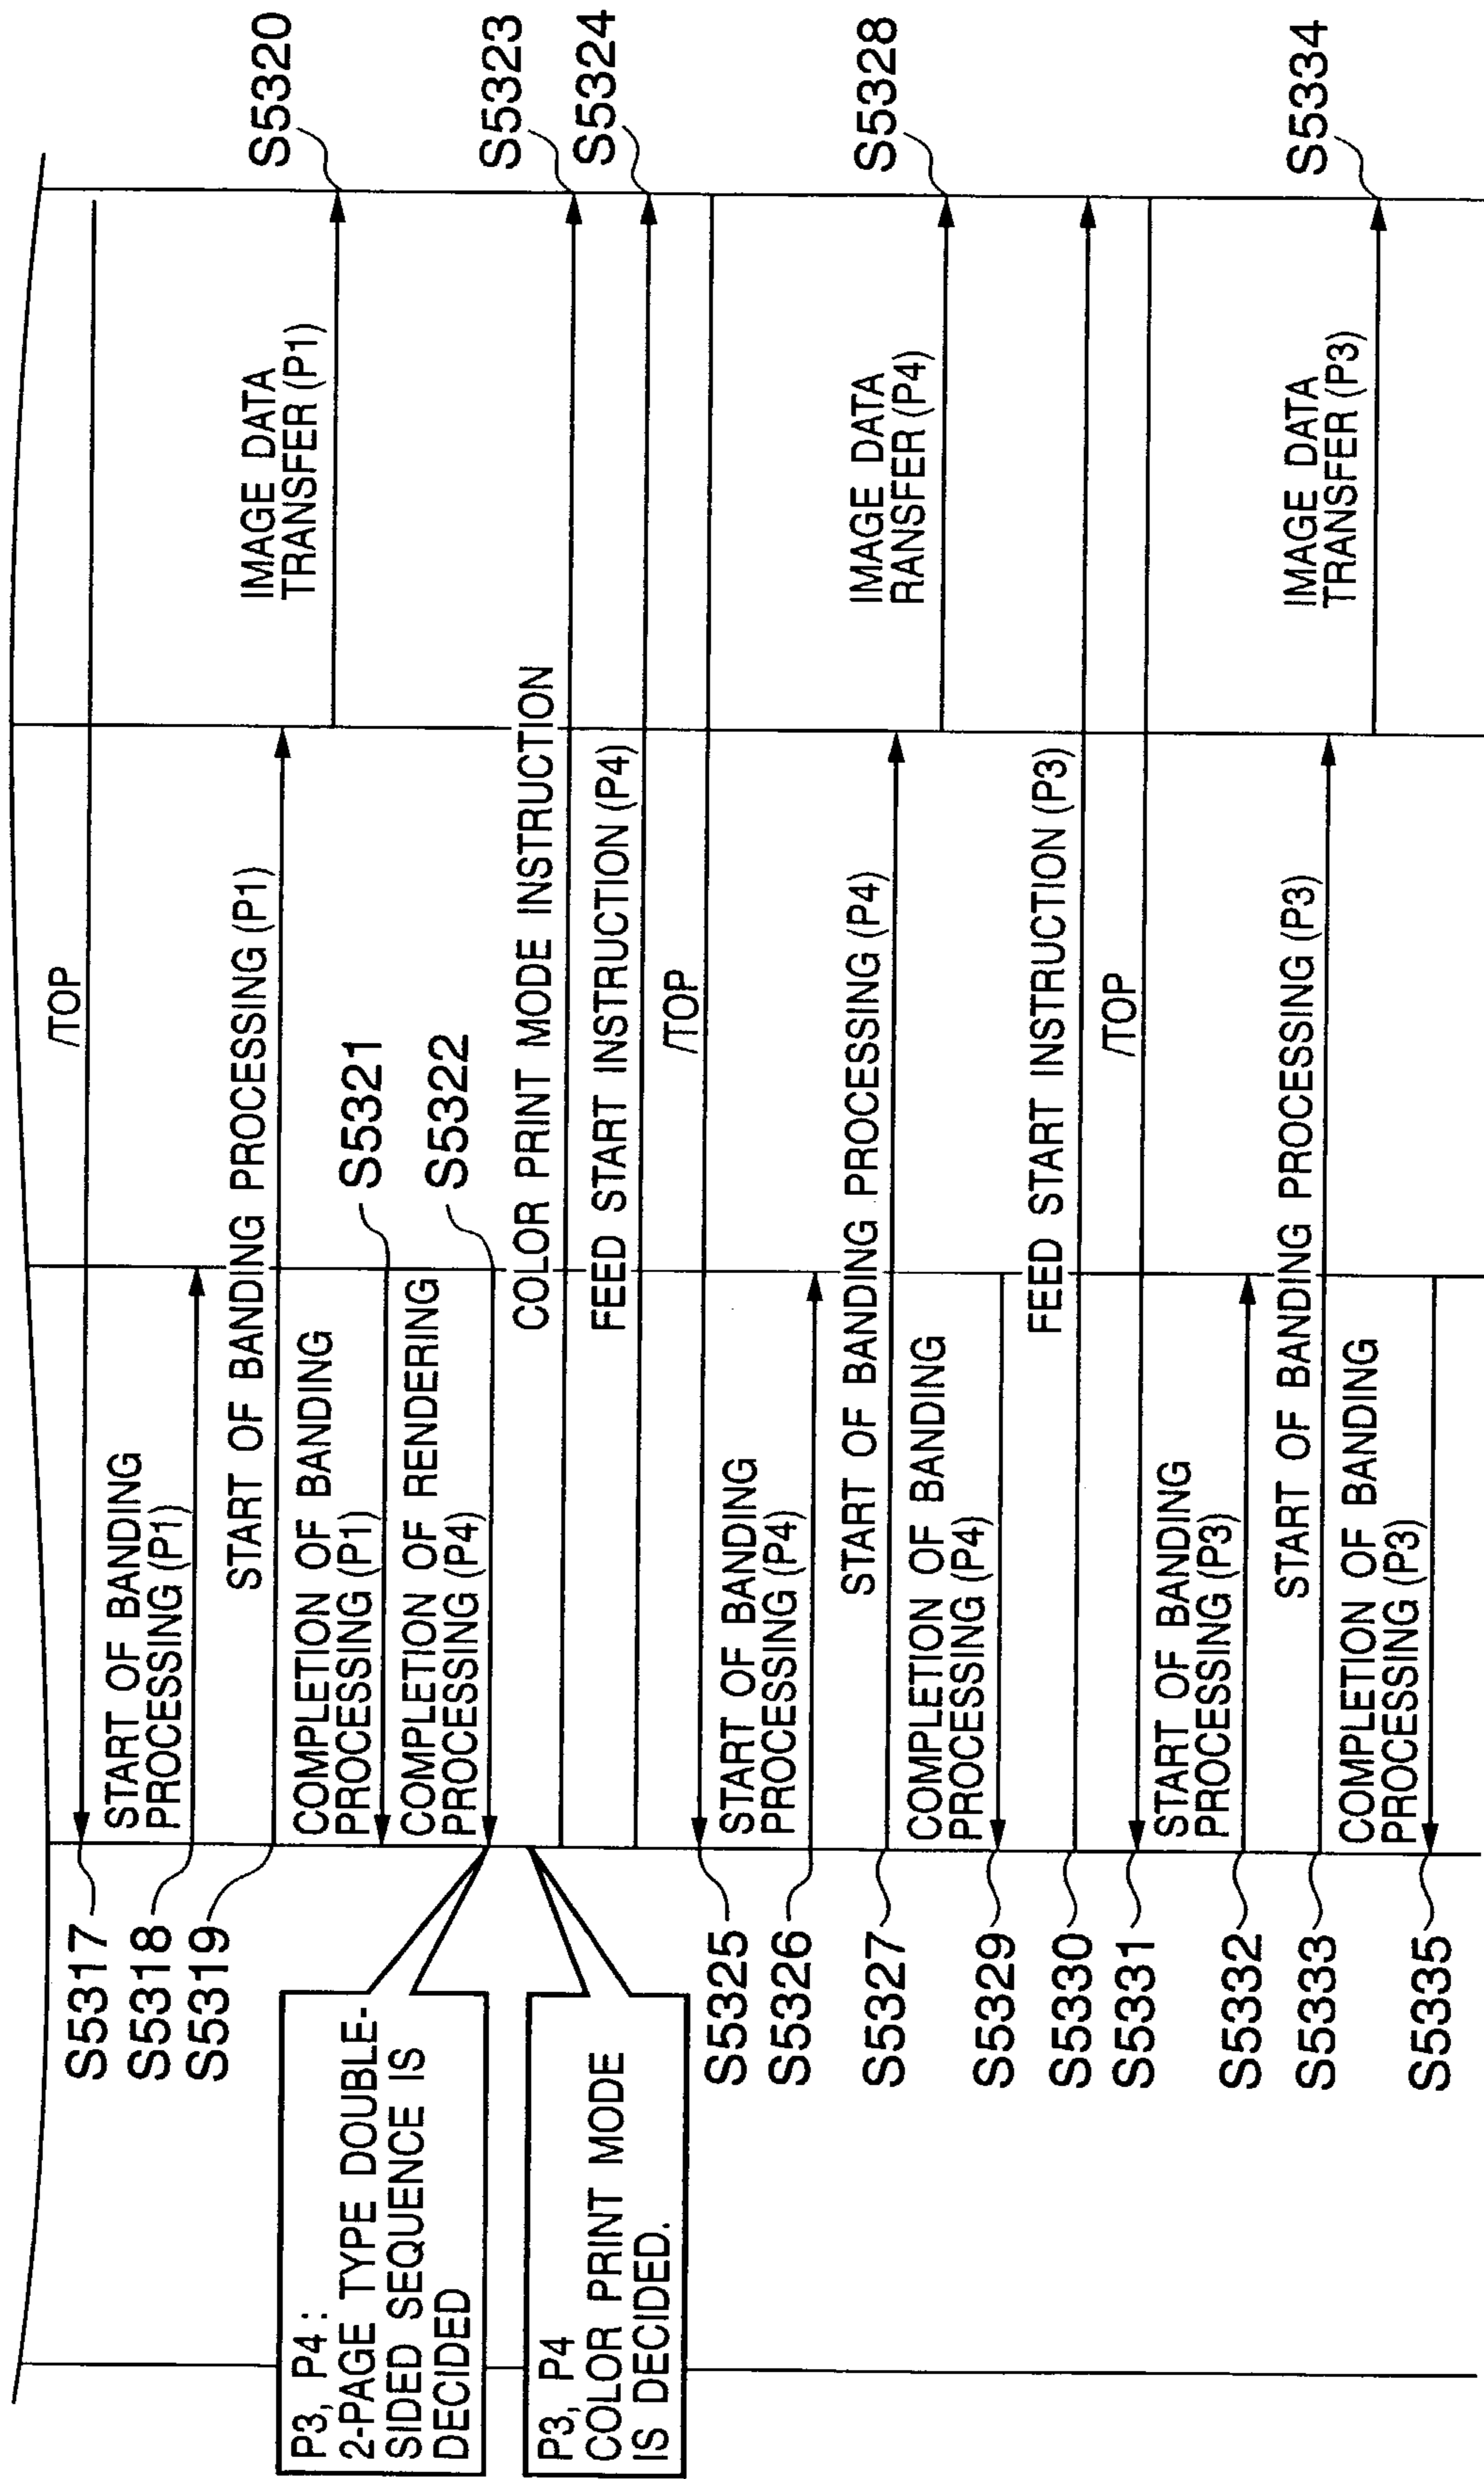 S5317
/TOP
S5318
START OF BANDING
PROCESSING (P1)
S5319
START OF BANDING PROCESSING (P1)
IMAGE DATA
TRANSFER (P1)
S5320
COMPLETION OF BANDING
PROCESSING (P1)
S5321
COMPLETION OF RENDERING
PROCESSING (P4)
S5322
P3, P4 :
2-PAGE TYPE DOUBLE-
SIDED SEQUENCE IS
DECIDED
P3, P4
COLOR PRINT MODE
IS DECIDED.
COLOR PRINT MODE INSTRUCTION
S5323
FEED START INSTRUCTION (P4)
S5324
S5325
/TOP
S5326
START OF BANDING
PROCESSING (P4)
S5327
START OF BANDING PROCESSING (P4)
IMAGE DATA
RANSFER (P4)
S5328
S5329
COMPLETION OF BANDING
PROCESSING (P4)
S5330
FEED START INSTRUCTION (P3)
S5331
/TOP
S5332
START OF BANDING
PROCESSING (P3)
S5333
START OF BANDING PROCESSING (P3)
IMAGE DATA
TRANSFER (P3)
S5334
S5335
COMPLETION OF BANDING
PROCESSING (P3)